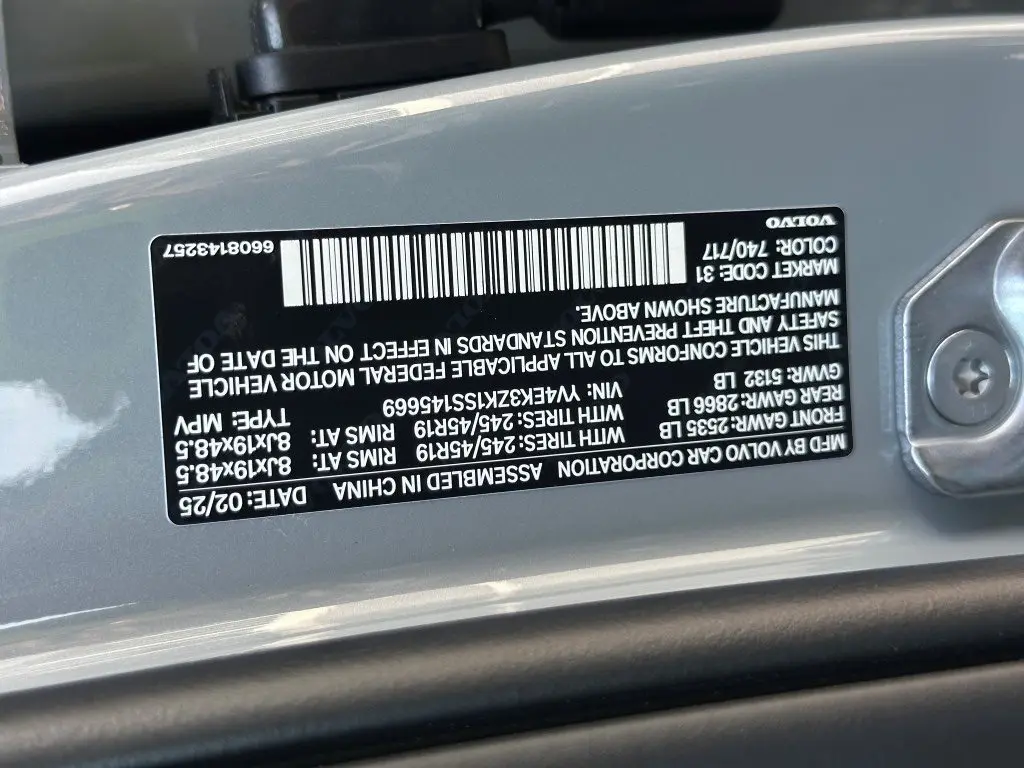 MFD BY VOLVO CAR CORPORATION ASSEMBLED IN CHINA DATE: 02/25
FRONT GAWR: 2535 LB WITH TIRES: 245/45R19 RIMS AT: 8Jx19x48.5
REAR GAWR: 2866 LB WITH TIRES: 245/45R19 RIMS AT: 8Jx19x48.5
GVWR: 5132 LB VIN: YV4EK3ZK1SS145669 TYPE: MPV
THIS VEHICLE CONFORMS TO ALL APPLICABLE FEDERAL MOTOR VEHICLE
SAFETY AND THEFT PREVENTION STANDARDS IN EFFECT ON THE DATE OF
MANUFACTURE SHOWN ABOVE.
MARKET CODE: 31
COLOR: 740/717
VOLVO
6608143257